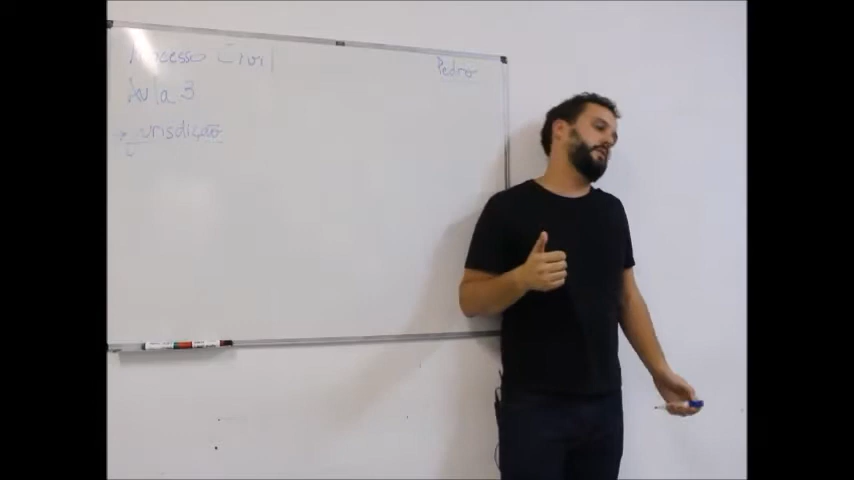 Processo Civil
Pedro
Aula 3
→ Jurisdição